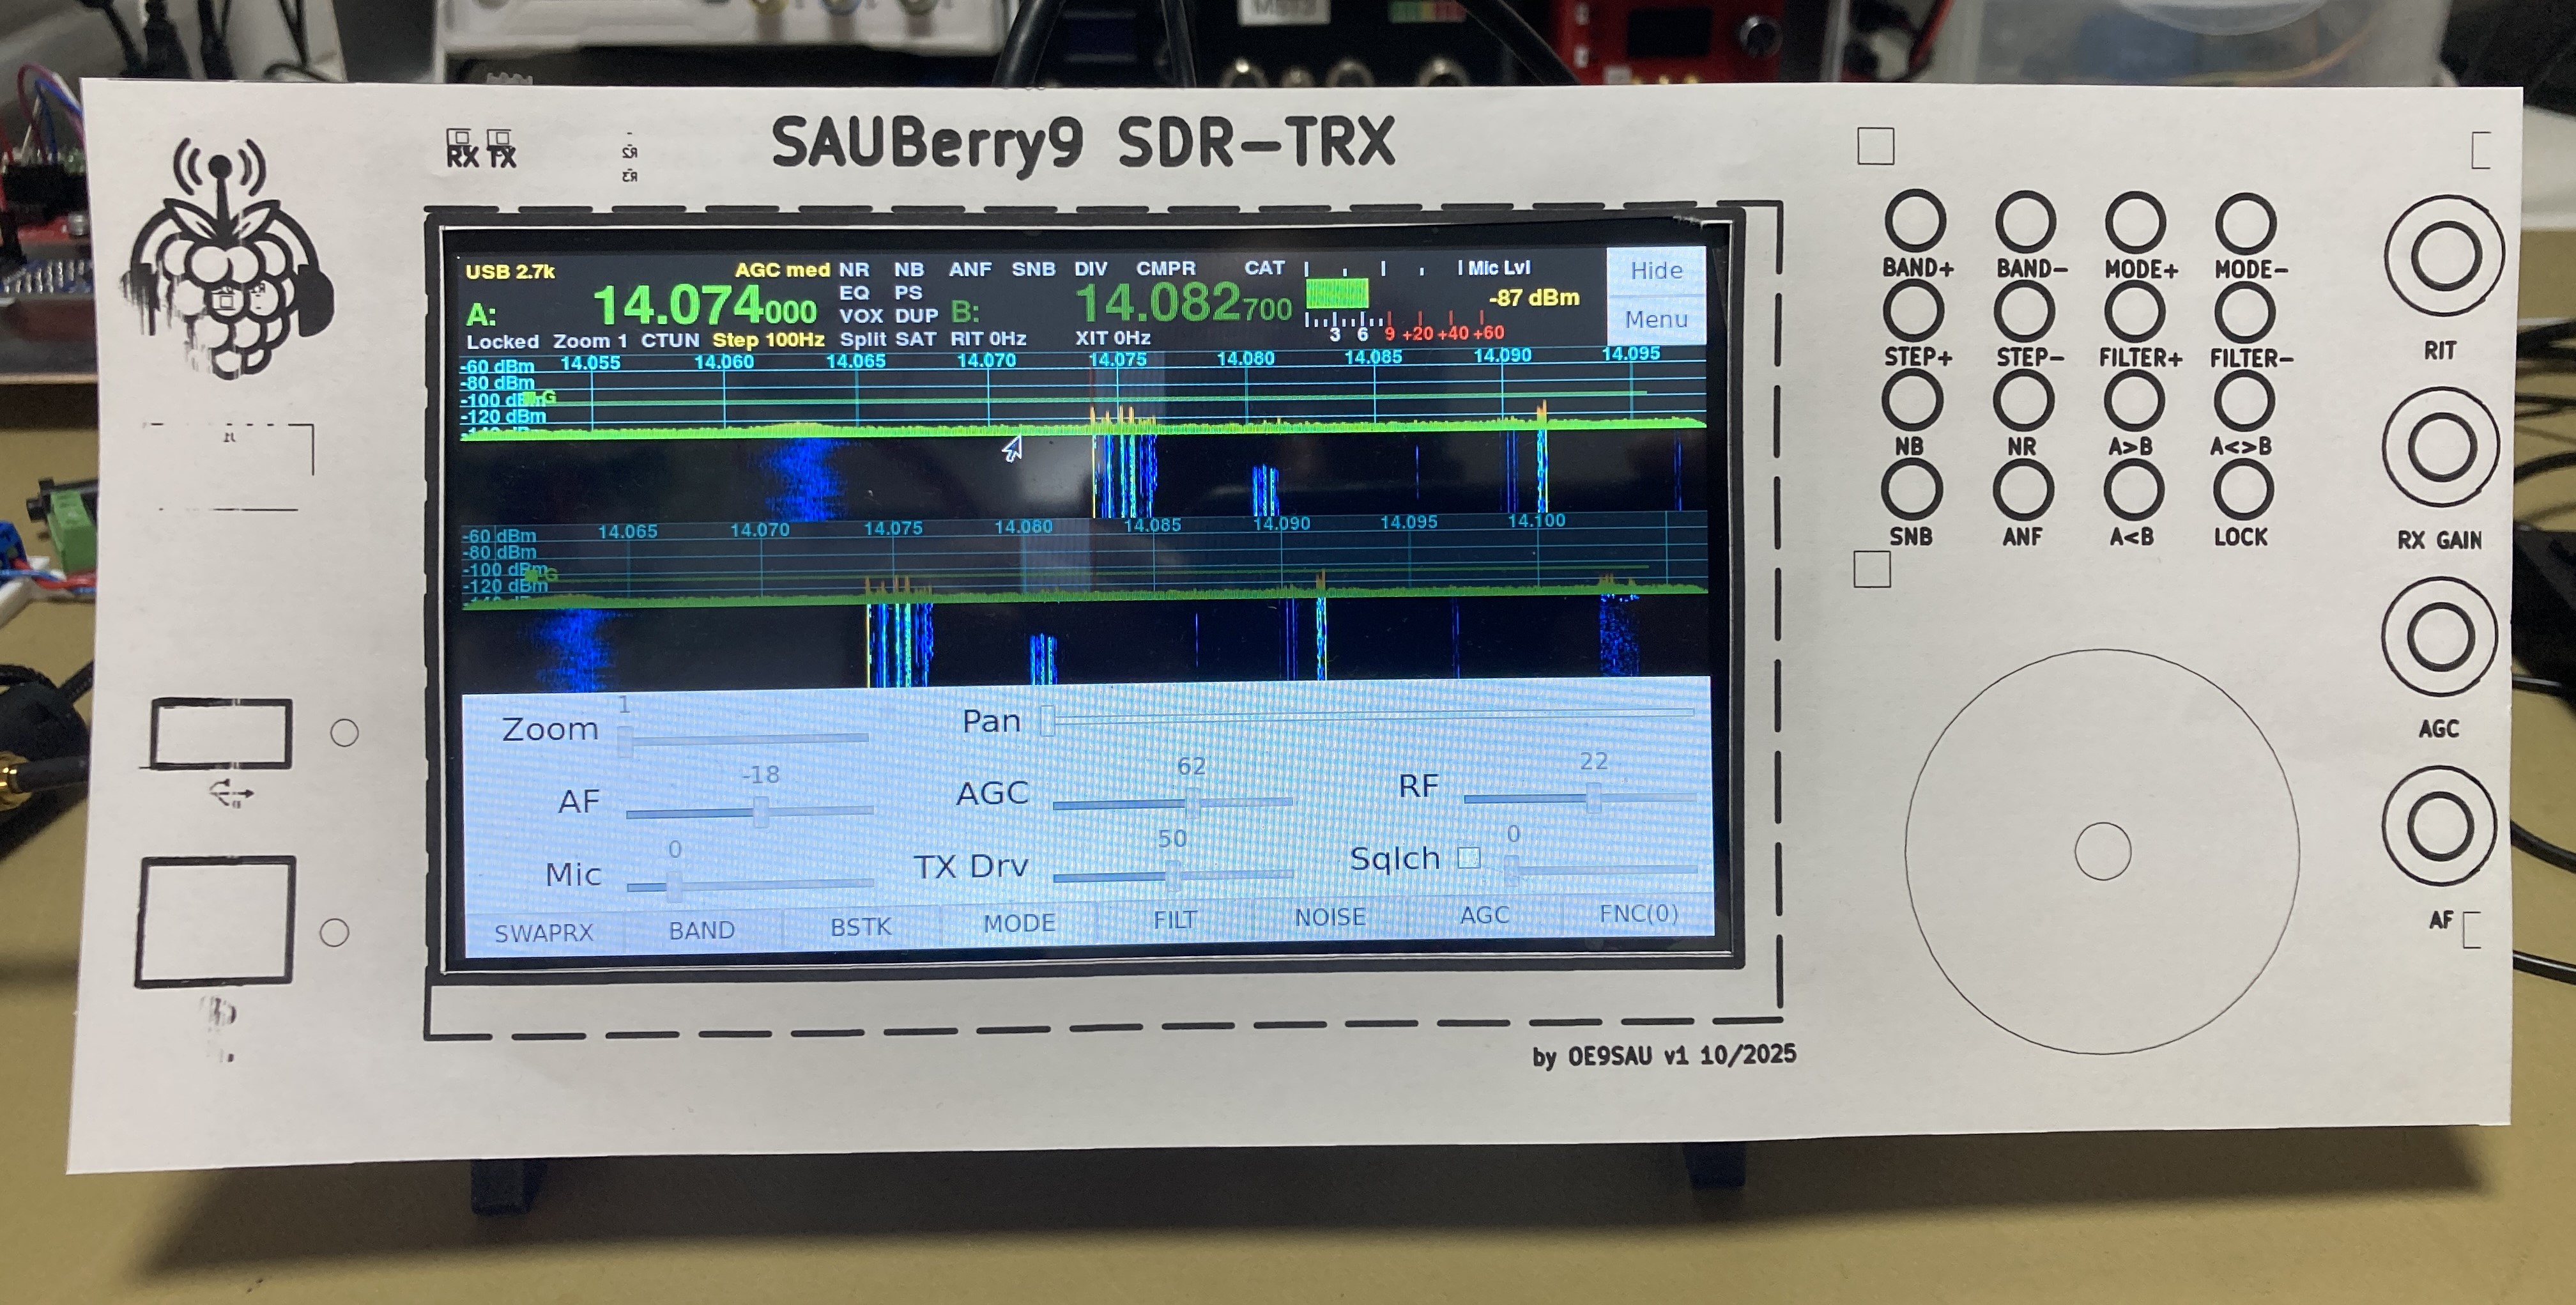 SAUBerry9 SDR-TRX
RX TX
R2
R3
USB 2.7k AGC med NR NB ANF SNB DIV CMPR CAT Mic Lvl
EQ PS
A: 14.074000 VOX DUP B: 14.082700 -87 dBm
3 6 9 +20 +40 +60
Locked Zoom 1 CTUN Step 100Hz Split SAT RIT 0Hz XIT 0Hz
Hide
Menu
14.055 14.060 14.065 14.070 14.075 14.080 14.085 14.090 14.095
-60 dBm
-80 dBm
-100 dBm
-120 dBm
14.065 14.070 14.075 14.080 14.085 14.090 14.095 14.100
-60 dBm
-80 dBm
-100 dBm
-120 dBm
Zoom 1 Pan
AF -18 AGC 62 RF 22
Mic 0 TX Drv 50 Sqlch 0
SWAPRX BAND BSTK MODE FILT NOISE AGC FNC(0)
by OE9SAU v1 10/2025
BAND+ BAND- MODE+ MODE-
STEP+ STEP- FILTER+ FILTER-
NB NR A>B A<>B
SNB ANF A<B LOCK
RIT
RX GAIN
AGC
AF